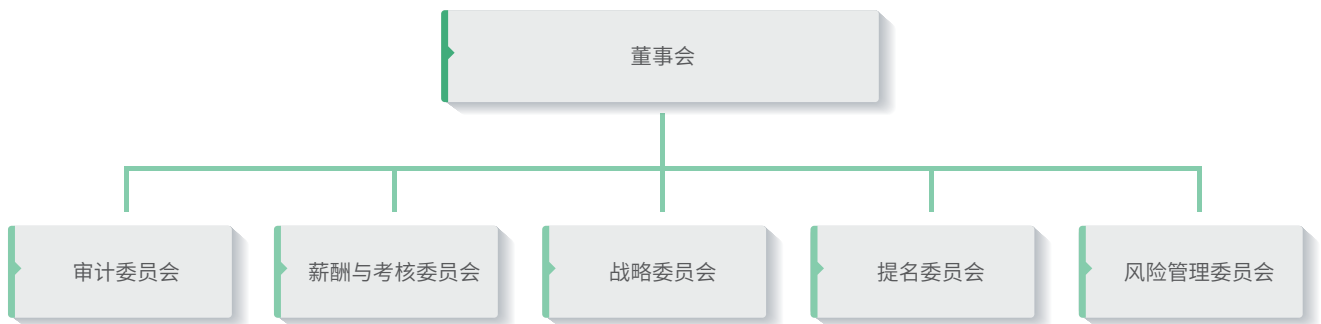 董事会
审计委员会
薪酬与考核委员会
战略委员会
提名委员会
风险管理委员会